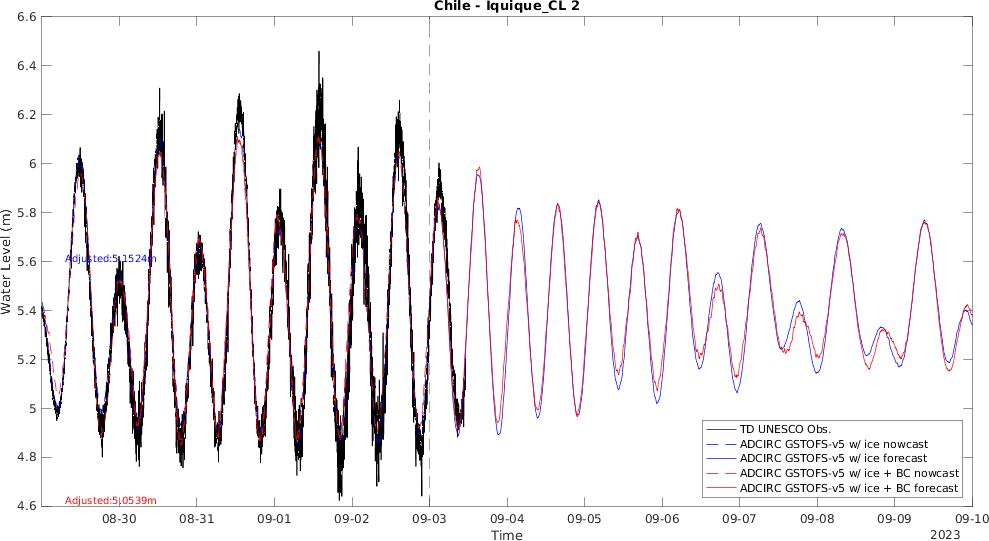 Chile - Iquique_CL 2
6.6
6.4
6.2
6
5.8
5.6
5.4
5.2
5
4.8
4.6
Water Level (m)
Adjusted:5.1524m
Adjusted:5.0539m
TD UNESCO Obs.
ADCIRC GSTOFS-v5 w/ ice nowcast
ADCIRC GSTOFS-v5 w/ ice forecast
ADCIRC GSTOFS-v5 w/ ice + BC nowcast
ADCIRC GSTOFS-v5 w/ ice + BC forecast
08-30 08-31 09-01 09-02 09-03 09-04 09-05 09-06 09-07 09-08 09-09 09-10
Time
2023